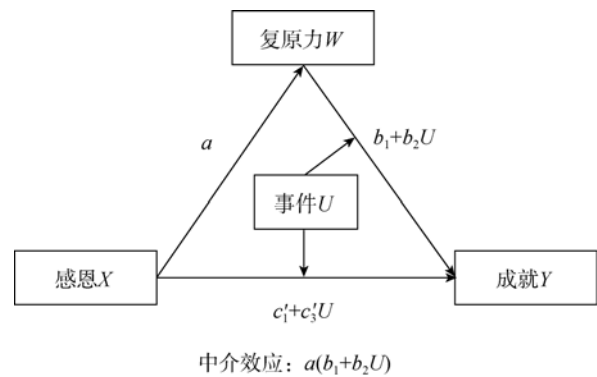 复原力W
a
b₁+b₂U
事件U
感恩X
成就Y
c′₁+c′₃U
中介效应：a(b₁+b₂U)